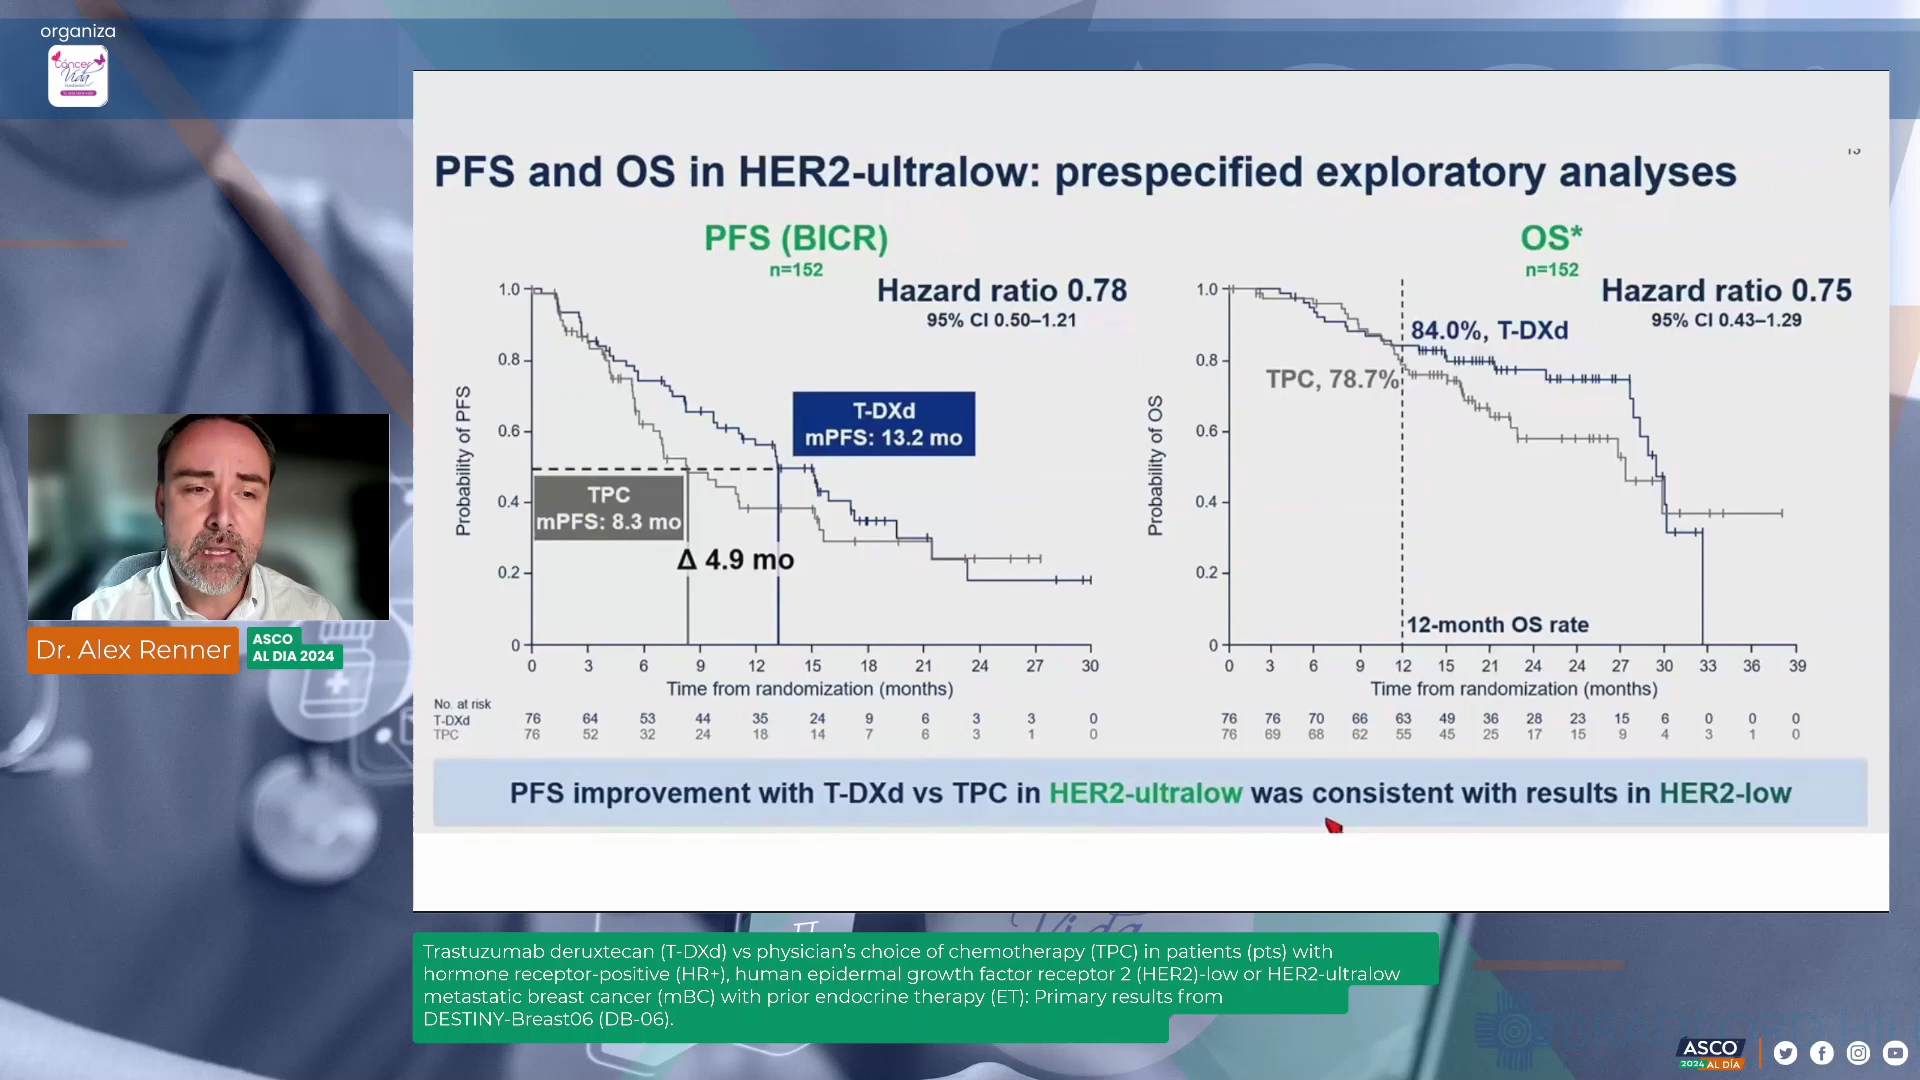 organiza
Cáncer
Vida
PFS and OS in HER2-ultralow: prespecified exploratory analyses
PFS (BICR)
n=152
Hazard ratio 0.78
95% CI 0.50–1.21
1.0
0.8
0.6
0.4
0.2
0
Probability of PFS
T-DXd
mPFS: 13.2 mo
TPC
mPFS: 8.3 mo
Δ 4.9 mo
0 3 6 9 12 15 18 21 24 27 30
Time from randomization (months)
No. at risk
T-DXd 76 64 53 44 35 24 9 6 3 3 0
TPC 76 52 32 24 18 14 7 6 3 1 0
OS*
n=152
Hazard ratio 0.75
95% CI 0.43–1.29
1.0
0.8
0.6
0.4
0.2
0
Probability of OS
84.0%, T-DXd
TPC, 78.7%
12-month OS rate
0 3 6 9 12 15 21 24 24 27 30 33 36 39
Time from randomization (months)
76 76 70 66 63 49 36 28 23 15 6 0 0 0
76 69 68 62 55 45 25 17 15 9 4 3 1 0
PFS improvement with T-DXd vs TPC in HER2-ultralow was consistent with results in HER2-low
Dr. Alex Renner
ASCO
AL DIA 2024
Trastuzumab deruxtecan (T-DXd) vs physician's choice of chemotherapy (TPC) in patients (pts) with
hormone receptor-positive (HR+), human epidermal growth factor receptor 2 (HER2)-low or HER2-ultralow
metastatic breast cancer (mBC) with prior endocrine therapy (ET): Primary results from
DESTINY-Breast06 (DB-06).
Vida
ASCO
2024 AL DÍA